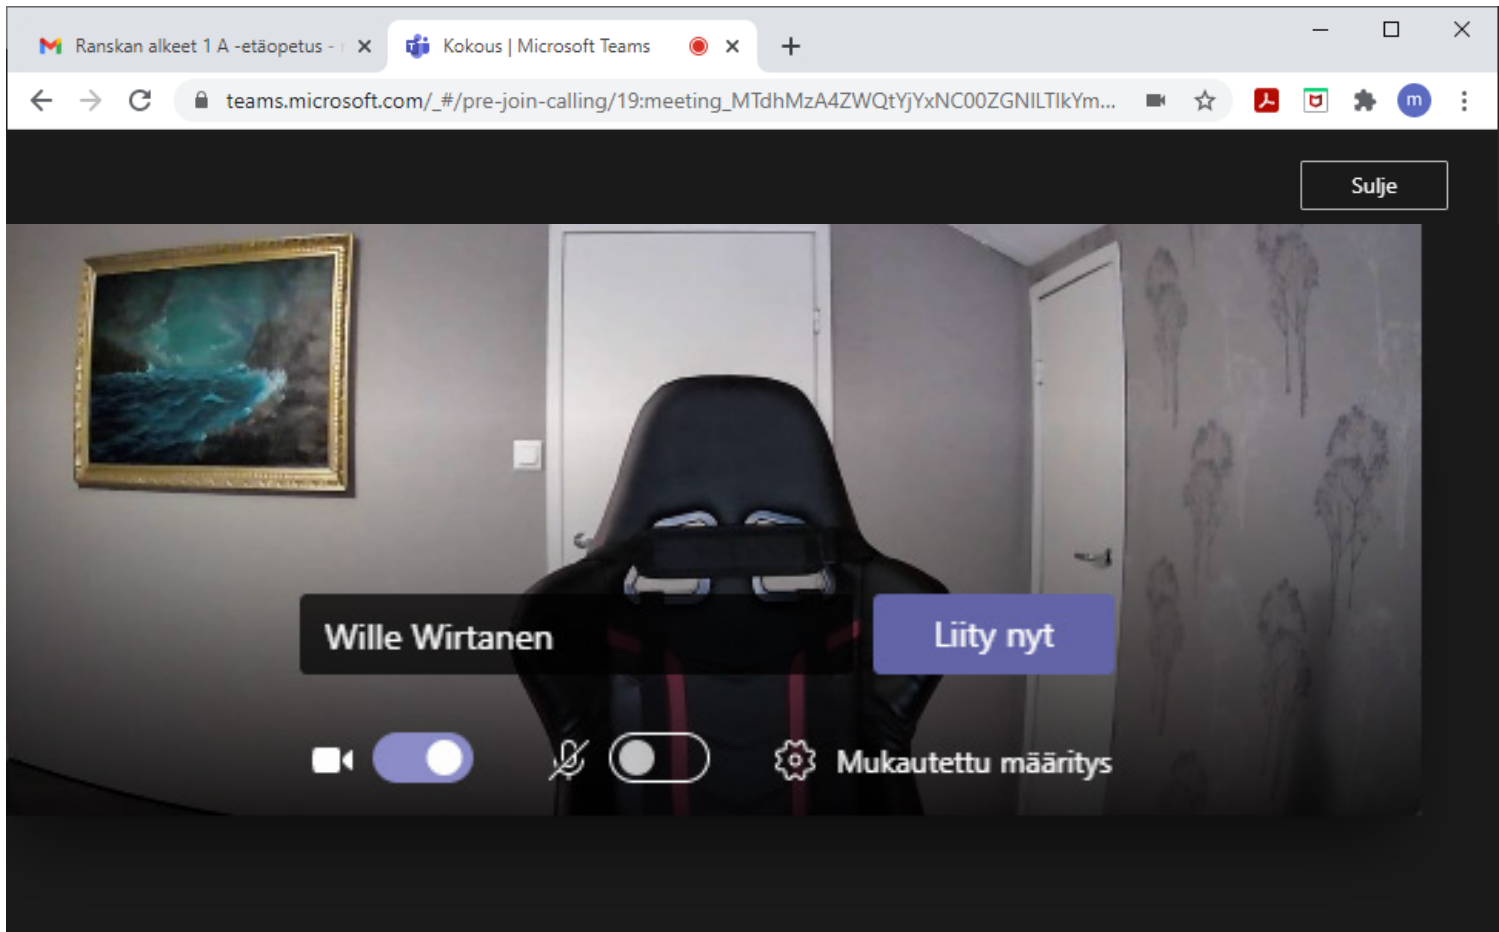 Ranskan alkeet 1 A -etäopetus -
Kokous | Microsoft Teams
teams.microsoft.com/_#/pre-join-calling/19:meeting_MTdhMzA4ZWQtYjYxNC00ZGNlLTlkYm...
m
Sulje
Wille Wirtanen
Liity nyt
Mukautettu määritys